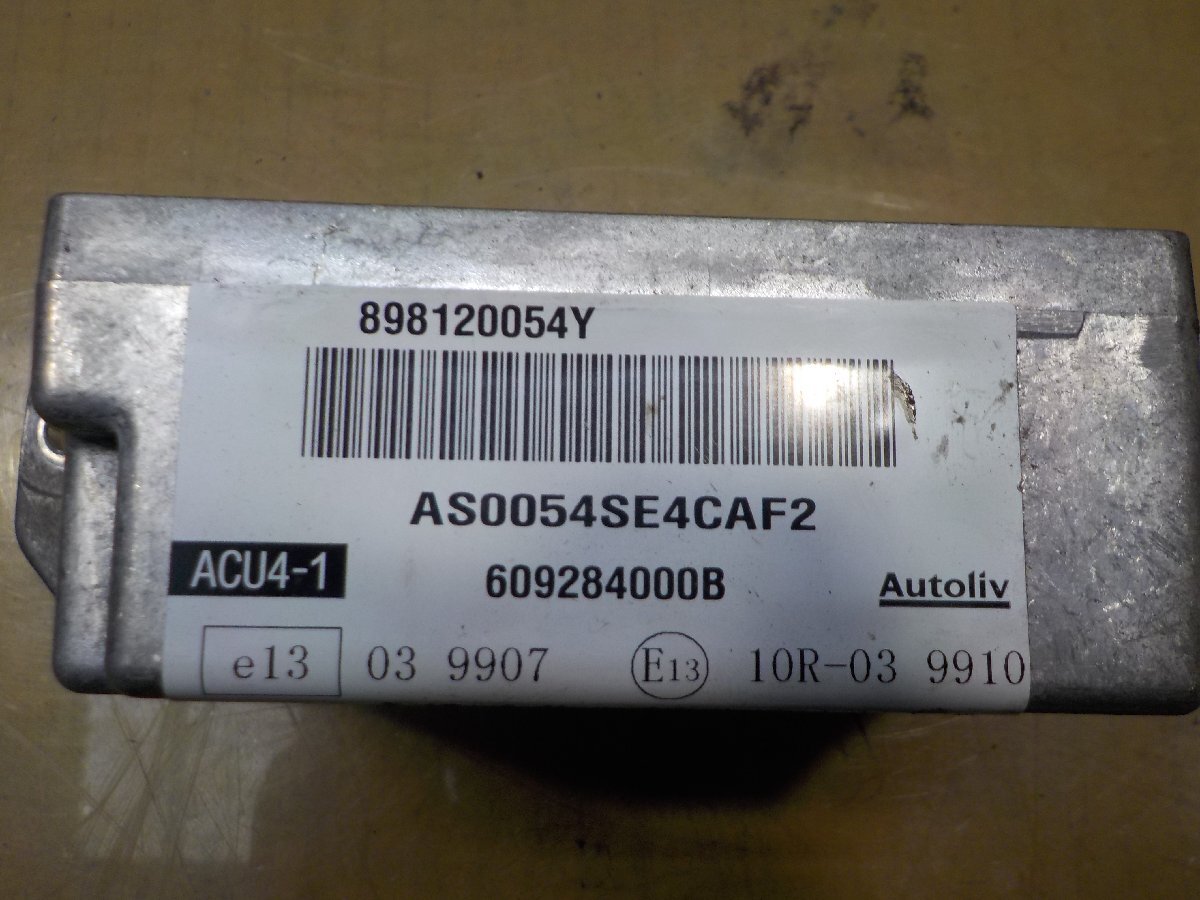 898120054Y
AS0054SE4CAF2
ACU4-1
609284000B
Autoliv
e13 03 9907 E13 10R-03 9910